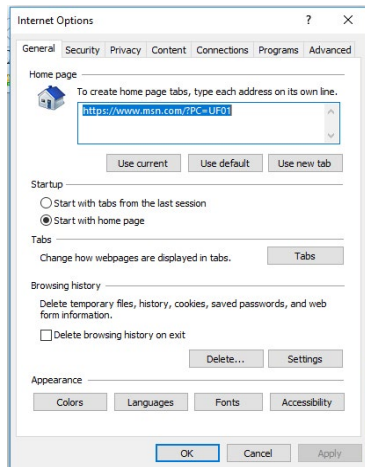 Internet Options ? X
General Security Privacy Content Connections Programs Advanced
Home page
To create home page tabs, type each address on its own line.
https://www.msn.com/?PC=UF01
Use current Use default Use new tab
Startup
Start with tabs from the last session
Start with home page
Tabs
Change how webpages are displayed in tabs. Tabs
Browsing history
Delete temporary files, history, cookies, saved passwords, and web
form information.
Delete browsing history on exit
Delete... Settings
Appearance
Colors Languages Fonts Accessibility
OK Cancel Apply